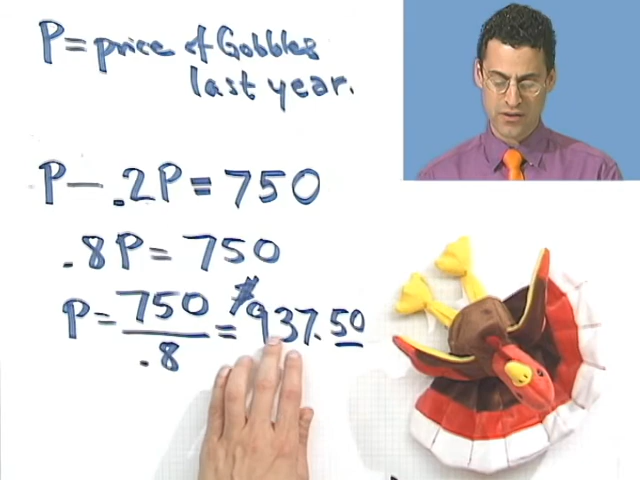 P = price of Gobbles
last year.
P - .2P = 750
.8P = 750
P = 750/.8 = $937.50